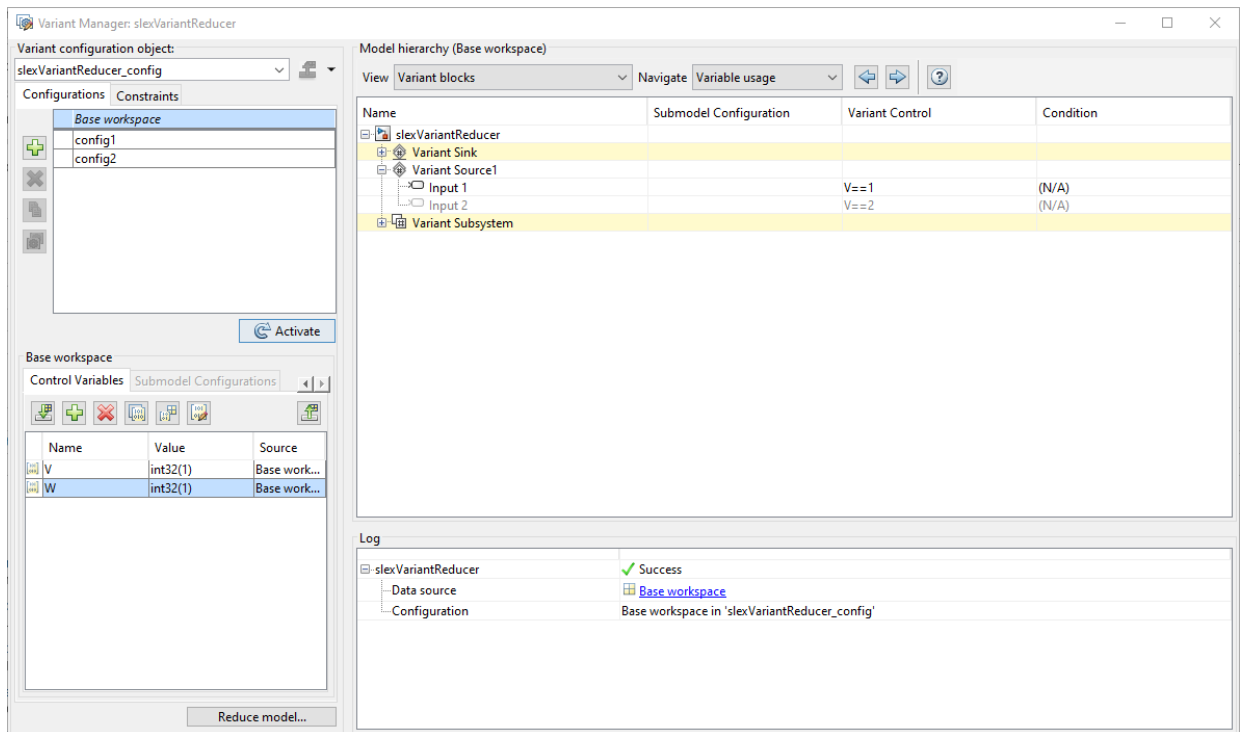 Variant Manager: slexVariantReducer
Variant configuration object:
slexVariantReducer_config
Configurations Constraints
Base workspace
config1
config2
Activate
Base workspace
Control Variables Submodel Configurations
Name Value Source
V int32(1) Base work...
W int32(1) Base work...
Reduce model...
Model hierarchy (Base workspace)
View Variant blocks Navigate Variable usage
Name Submodel Configuration Variant Control Condition
slexVariantReducer
Variant Sink
Variant Source1
Input 1 V==1 (N/A)
Input 2 V==2 (N/A)
Variant Subsystem
Log
slexVariantReducer Success
Data source Base workspace
Configuration Base workspace in 'slexVariantReducer_config'